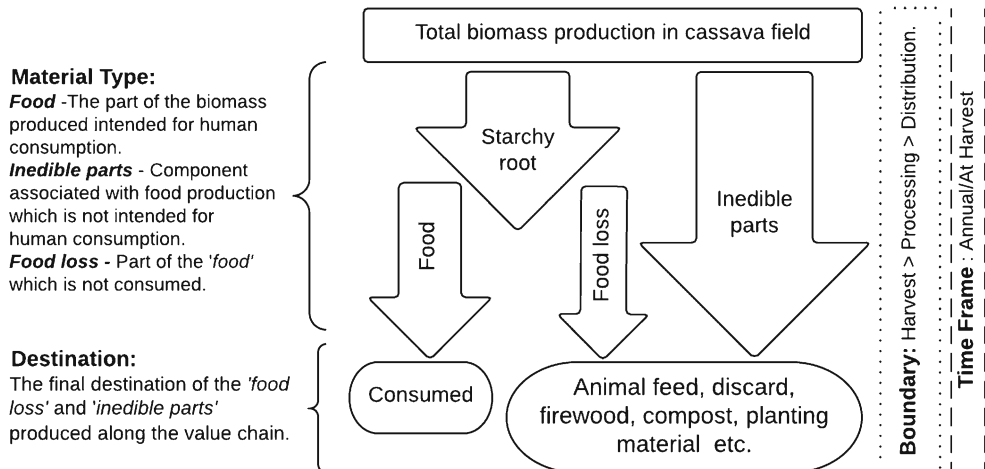 Total biomass production in cassava field
Material Type:
Food -The part of the biomass
produced intended for human
consumption.
Inedible parts - Component
associated with food production
which is not intended for
human consumption.
Food loss - Part of the 'food'
which is not consumed.
Starchy
root
Food
Food loss
Inedible
parts
Destination:
The final destination of the 'food
loss' and 'inedible parts'
produced along the value chain.
Consumed
Animal feed, discard,
firewood, compost, planting
material etc.
Boundary: Harvest > Processing > Distribution.
Time Frame : Annual/At Harvest